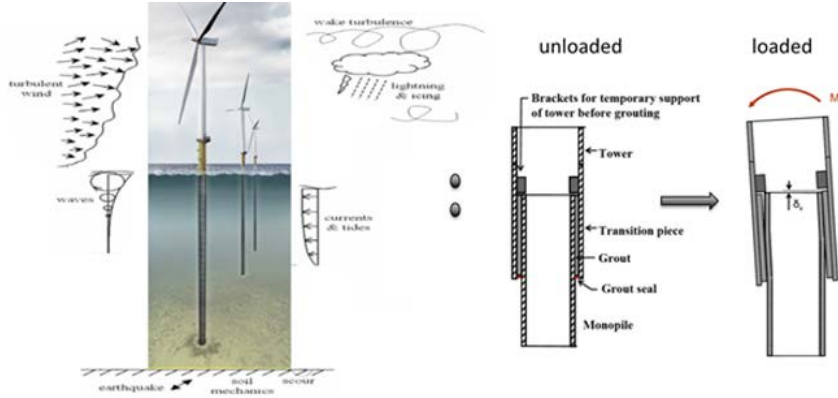 wake turbulence
turbulent
wind
lightning
& icing
waves
currents
& tides
earthquake
soil
mechanics
scour
unloaded
loaded
M
Brackets for temporary support
of tower before grouting
Tower
Transition piece
Grout
Grout seal
Monopile